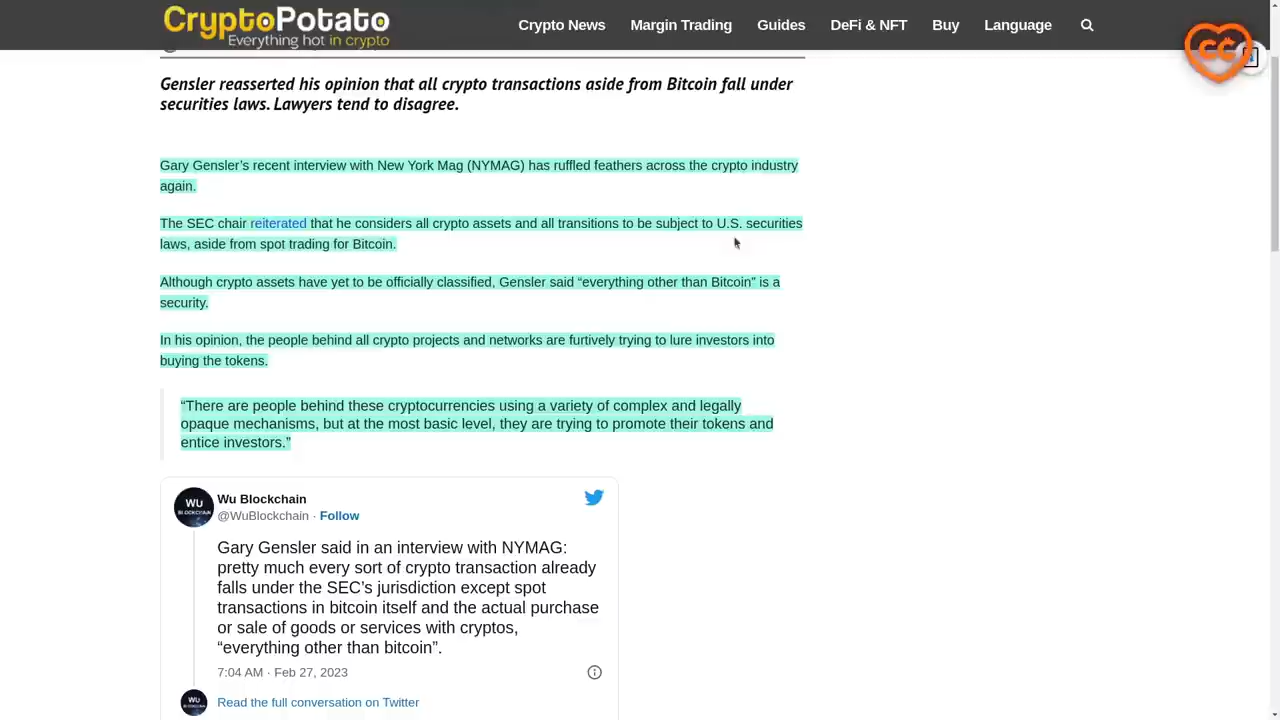 CryptoPotato
Everything hot in crypto
Crypto News Margin Trading Guides DeFi & NFT Buy Language
CC
Gensler reasserted his opinion that all crypto transactions aside from Bitcoin fall under
securities laws. Lawyers tend to disagree.
Gary Gensler’s recent interview with New York Mag (NYMAG) has ruffled feathers across the crypto industry
again.
The SEC chair reiterated that he considers all crypto assets and all transitions to be subject to U.S. securities
laws, aside from spot trading for Bitcoin.
Although crypto assets have yet to be officially classified, Gensler said “everything other than Bitcoin” is a
security.
In his opinion, the people behind all crypto projects and networks are furtively trying to lure investors into
buying the tokens.
“There are people behind these cryptocurrencies using a variety of complex and legally
opaque mechanisms, but at the most basic level, they are trying to promote their tokens and
entice investors.”
WU
BLOCKCHAIN
Wu Blockchain
@WuBlockchain · Follow
Gary Gensler said in an interview with NYMAG:
pretty much every sort of crypto transaction already
falls under the SEC’s jurisdiction except spot
transactions in bitcoin itself and the actual purchase
or sale of goods or services with cryptos,
“everything other than bitcoin”.
7:04 AM · Feb 27, 2023
WU
Read the full conversation on Twitter